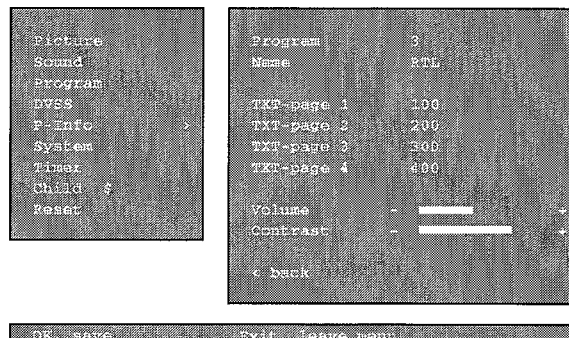 Picture
Sound
Program
DVSS
P-Info >
System
Timer
Child $
Reset
Program 3
Name RTL
TXT-page 1 100
TXT-page 2 200
TXT-page 3 300
TXT-page 4 400
Volume - +
Contrast - +
< back
OK save Exit leave menu